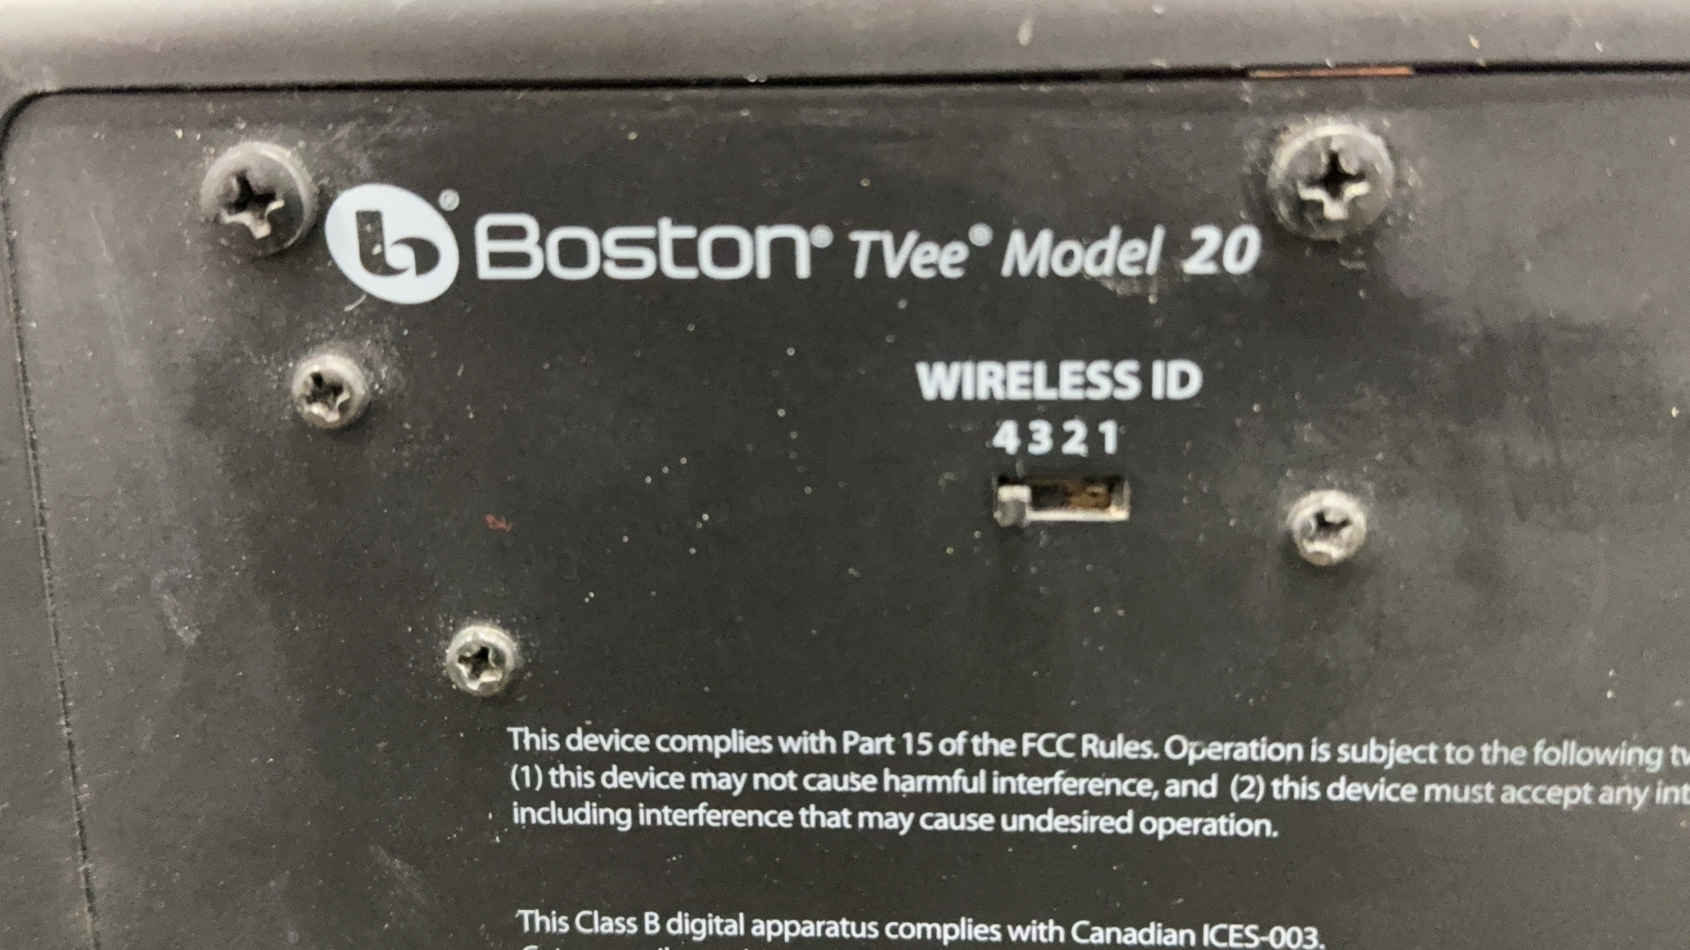 b® Boston® TVee® Model 20
WIRELESS ID
4 3 2 1
This device complies with Part 15 of the FCC Rules. Operation is subject to the following
(1) this device may not cause harmful interference, and (2) this device must accept any
including interference that may cause undesired operation.
This Class B digital apparatus complies with Canadian ICES-003.